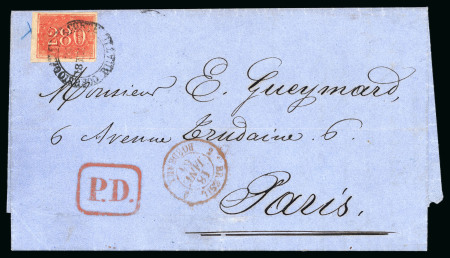 280
Monsieur E. Gueymard,
6 Avenue Trudaine 6.
P.D.
Paris.